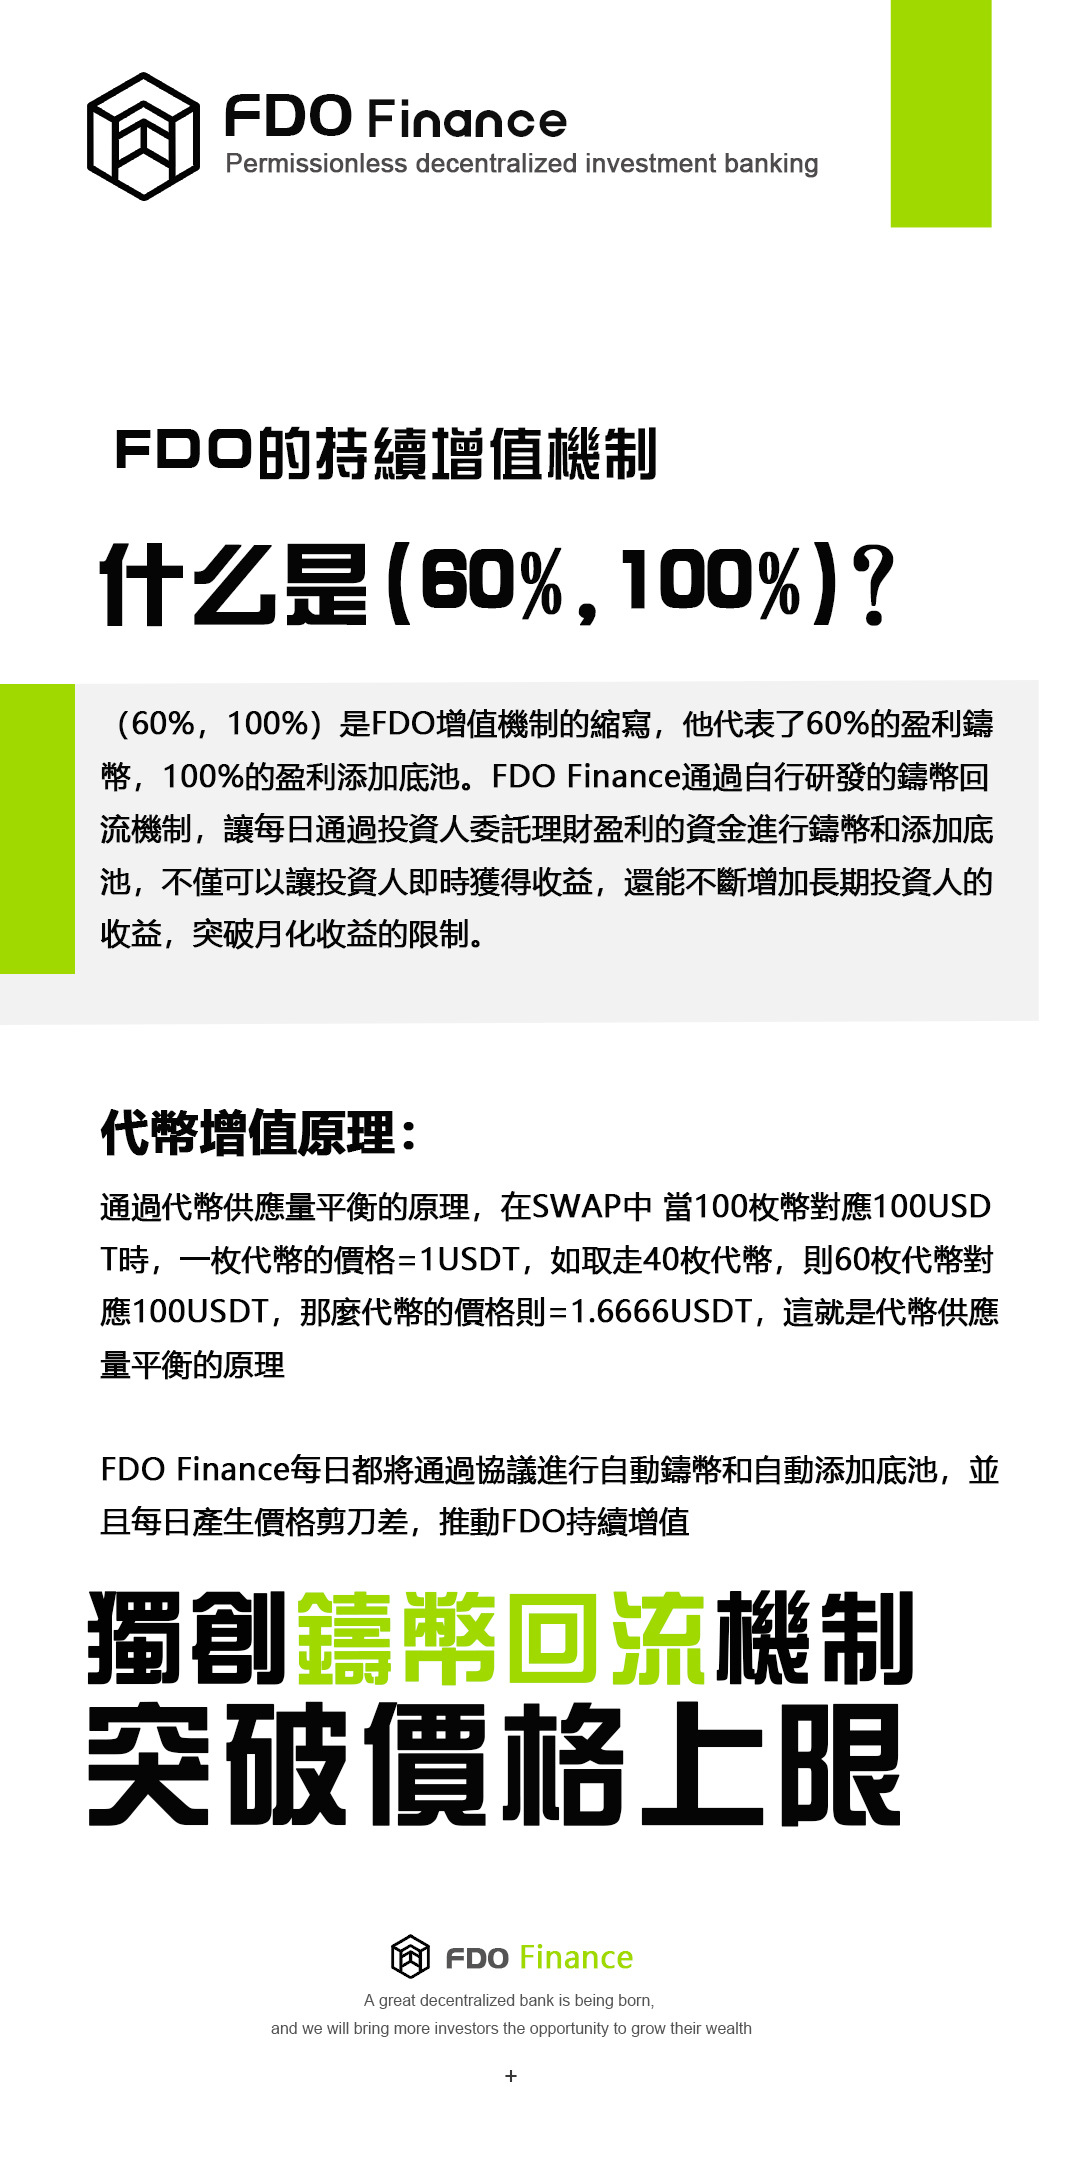 FDO Finance
Permissionless decentralized investment banking
FDO的持續增值機制
什么是(60%,100%)?
（60%，100%）是FDO增值機制的縮寫，他代表了60%的盈利鑄
幣，100%的盈利添加底池。FDO Finance通過自行研發的鑄幣回
流機制，讓每日通過投資人委託理財盈利的資金進行鑄幣和添加底
池，不僅可以讓投資人即時獲得收益，還能不斷增加長期投資人的
收益，突破月化收益的限制。
代幣增值原理：
通過代幣供應量平衡的原理，在SWAP中 當100枚幣對應100USD
T時，一枚代幣的價格=1USDT，如取走40枚代幣，則60枚代幣對
應100USDT，那麼代幣的價格則=1.6666USDT，這就是代幣供應
量平衡的原理
FDO Finance每日都將通過協議進行自動鑄幣和自動添加底池，並
且每日產生價格剪刀差，推動FDO持續增值
獨創鑄幣回流機制
突破價格上限
FDO Finance
A great decentralized bank is being born,
and we will bring more investors the opportunity to grow their wealth
+